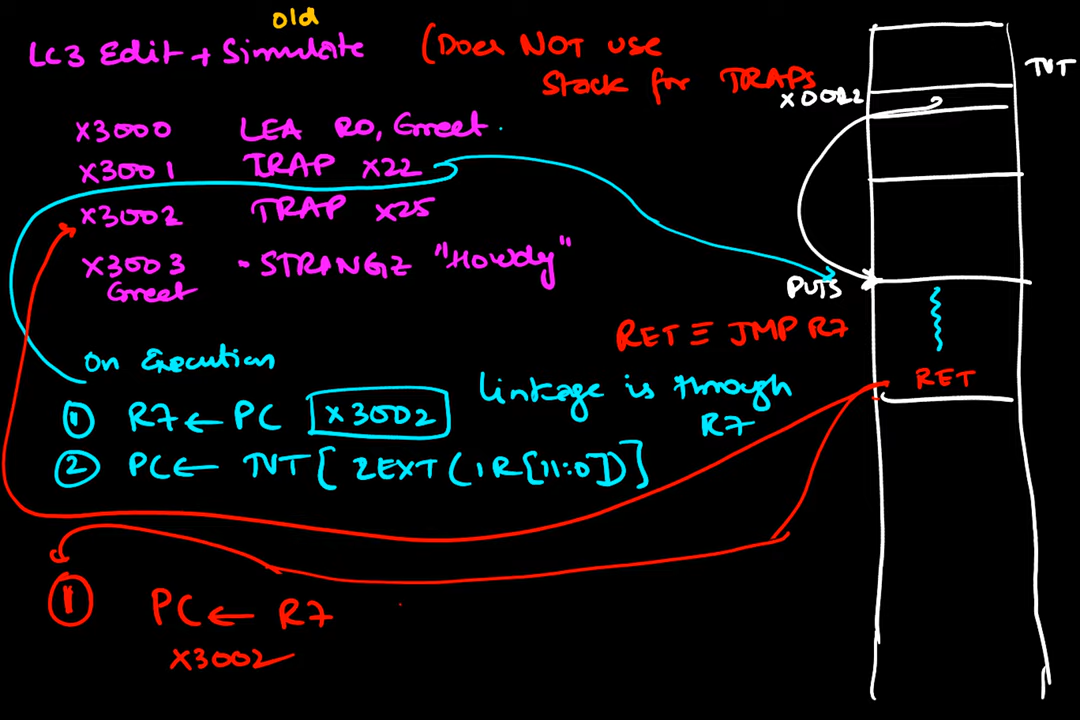 old
LC3 Edit + Simulate (Does NOT use
Stack for TRAPs
TVT
x0022
x3000 LEA R0, Greet
x3001 TRAP x22
x3002 TRAP x25
x3003 .STRANGZ "Howdy"
Greet
PUTS
RET ≡ JMP R7
On Execution
RET
Linkage is through
R7
① R7 ← PC x3002
② PC ← TVT[ZEXT(IR[11:0])]
① PC ← R7
x3002